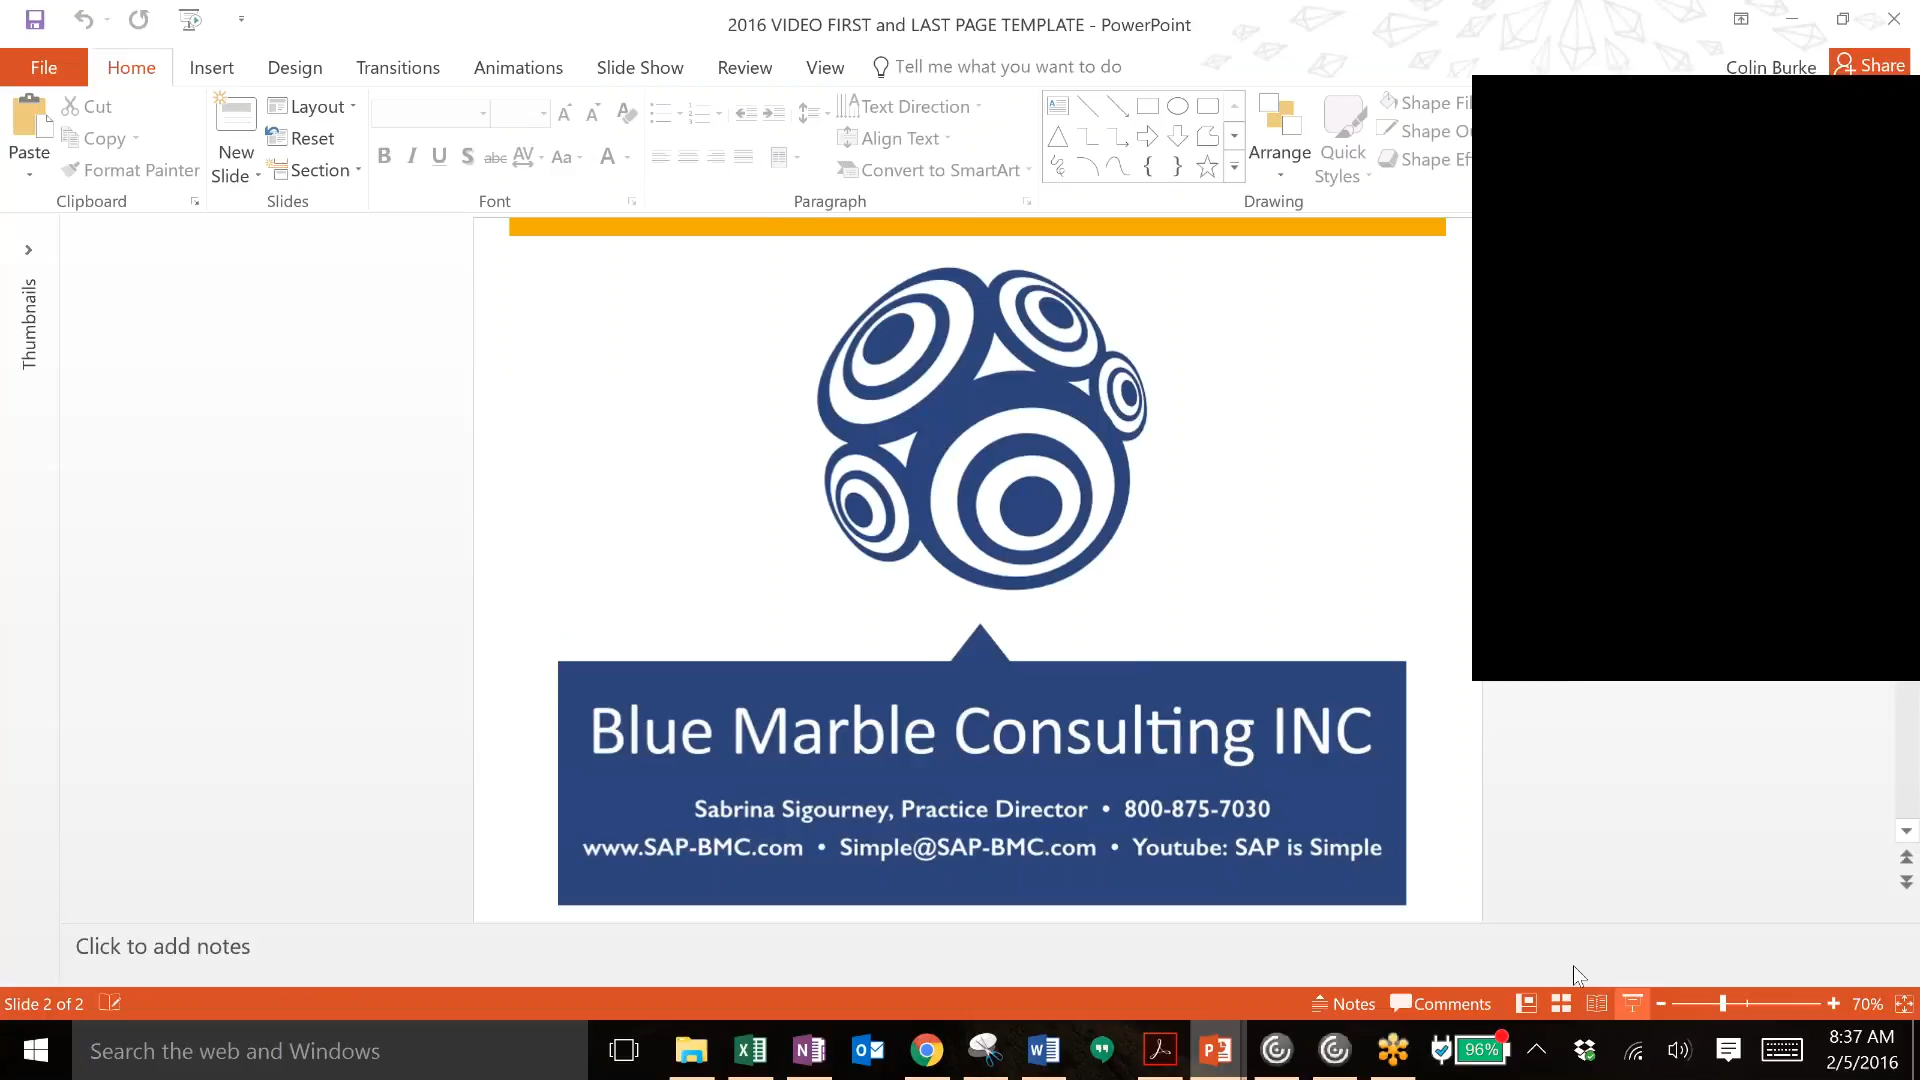 2016 VIDEO FIRST and LAST PAGE TEMPLATE - PowerPoint
File Home Insert Design Transitions Animations Slide Show Review View Tell me what you want to do Colin Burke Share
Paste
Cut
Copy
Format Painter
Clipboard
New Slide
Layout
Reset
Section
Slides
B I U S abc AV Aa A
Font
Text Direction
Align Text
Convert to SmartArt
Paragraph
Arrange
Quick Styles
Drawing
Thumbnails
Blue Marble Consulting INC
Sabrina Sigourney, Practice Director • 800-875-7030
www.SAP-BMC.com • Simple@SAP-BMC.com • Youtube: SAP is Simple
Click to add notes
Slide 2 of 2 Notes Comments 70%
Search the web and Windows
96%
8:37 AM
2/5/2016